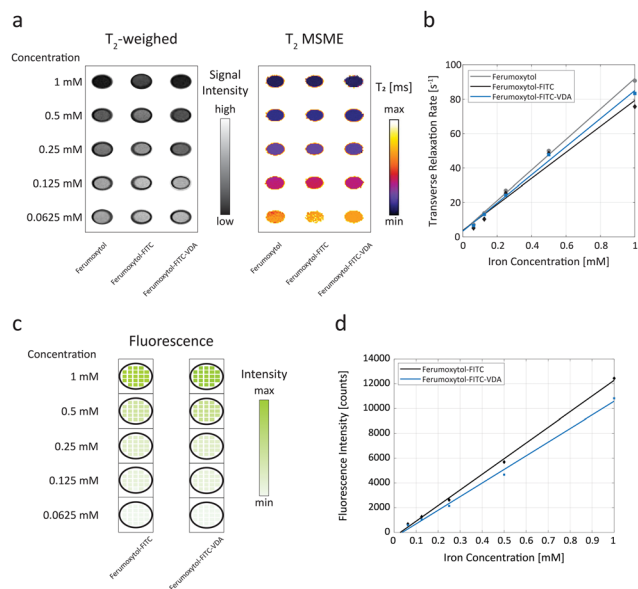 a
T2-weighed
T2 MSME
Concentration
1 mM
0.5 mM
0.25 mM
0.125 mM
0.0625 mM
Signal
Intensity
high
low
T₂ [ms]
max
min
Ferumoxytol
Ferumoxytol-FITC
Ferumoxytol-FITC-VDA
Ferumoxytol
Ferumoxytol-FITC
Ferumoxytol-FITC-VDA
b
Transverse Relaxation Rate [s-1]
100
80
60
40
20
0
Ferumoxytol
Ferumoxytol-FITC
Ferumoxytol-FITC-VDA
0 0.2 0.4 0.6 0.8 1
Iron Concentration [mM]
c
Fluorescence
Concentration
1 mM
0.5 mM
0.25 mM
0.125 mM
0.0625 mM
Intensity
max
min
Ferumoxytol-FITC
Ferumoxytol-FITC-VDA
d
Fluorescence Intensity [counts]
14000
12000
10000
8000
6000
4000
2000
0
Ferumoxytol-FITC
Ferumoxytol-FITC-VDA
0 0.1 0.2 0.3 0.4 0.5 0.6 0.7 0.8 0.9 1
Iron Concentration [mM]